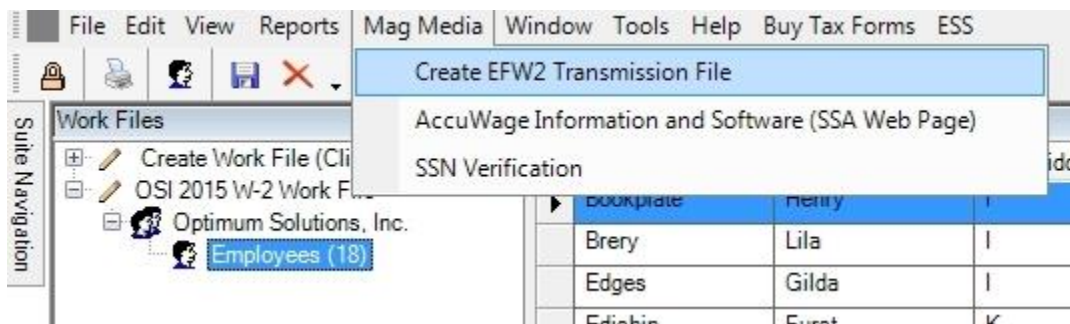 File Edit View Reports Mag Media Window Tools Help Buy Tax Forms ESS
Create EFW2 Transmission File
AccuWage Information and Software (SSA Web Page)
SSN Verification
Suite Navigation
Work Files
Create Work File (Cli
OSI 2015 W-2 Work
Optimum Solutions, Inc.
Employees (18)
Bookplate Henry
Brery Lila I
Edges Gilda I